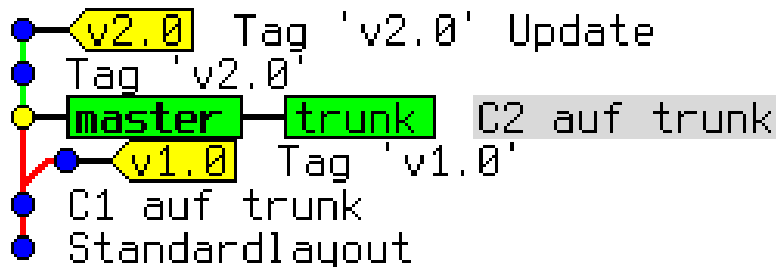 v2.0 Tag 'v2.0' Update
Tag 'v2.0'
master trunk C2 auf trunk
v1.0 Tag 'v1.0'
C1 auf trunk
Standardlayout